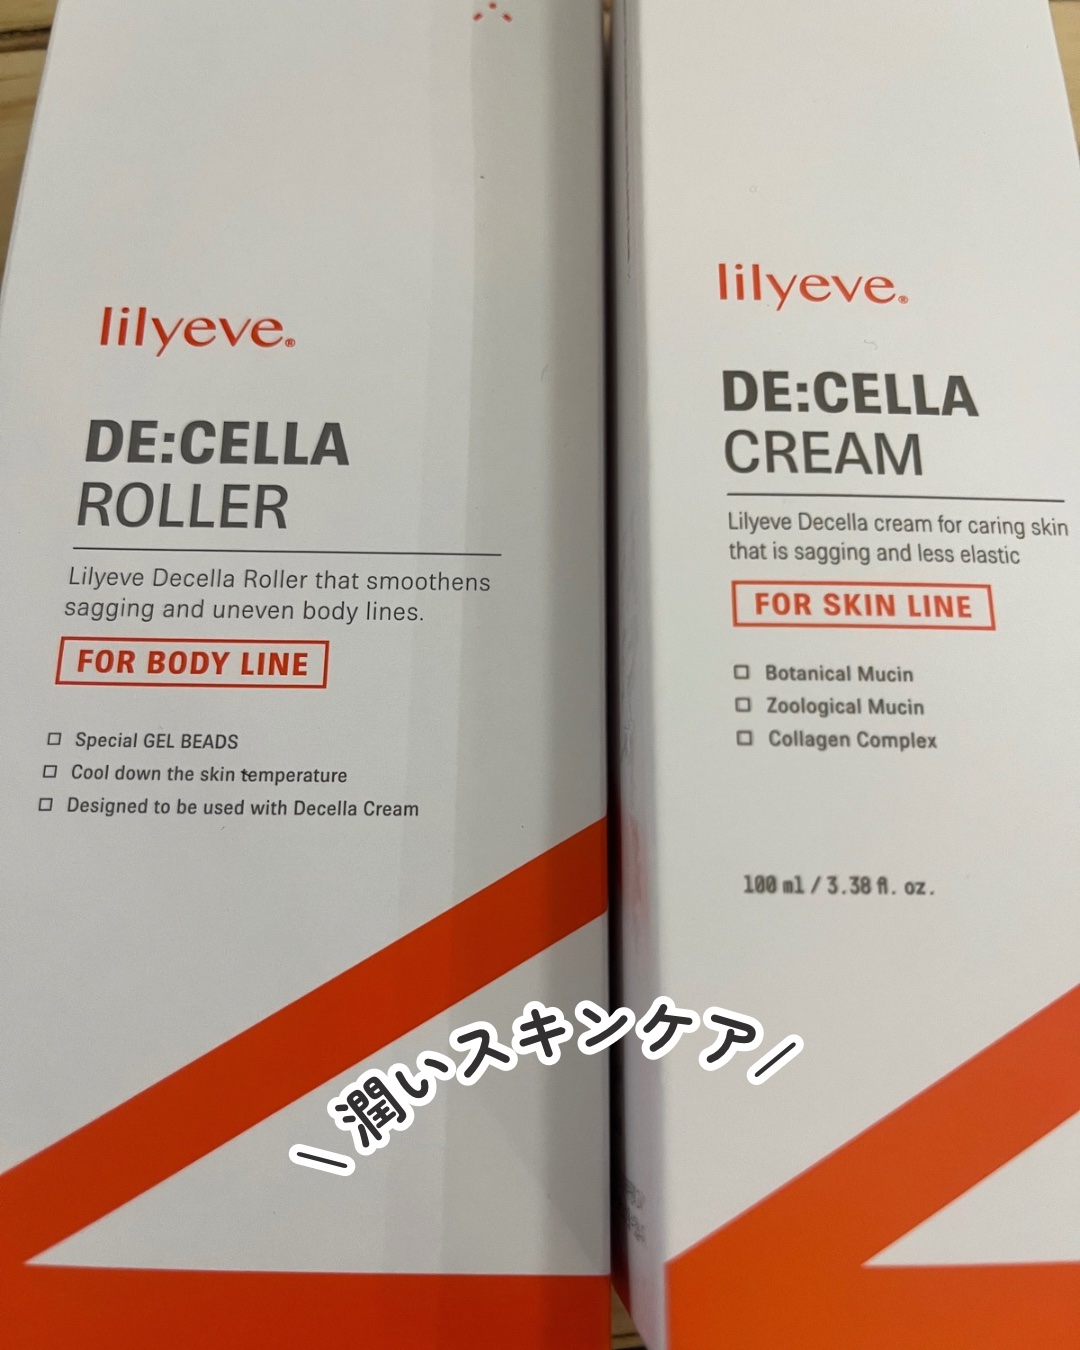 lilyeve®
DE:CELLA
ROLLER
Lilyeve Decella Roller that smoothens
sagging and uneven body lines.
FOR BODY LINE
□ Special GEL BEADS
□ Cool down the skin temperature
□ Designed to be used with Decella Cream
lilyeve®
DE:CELLA
CREAM
Lilyeve Decella cream for caring skin
that is sagging and less elastic
FOR SKIN LINE
□ Botanical Mucin
□ Zoological Mucin
□ Collagen Complex
100 ml / 3.38 fl. oz.
\潤いスキンケア/